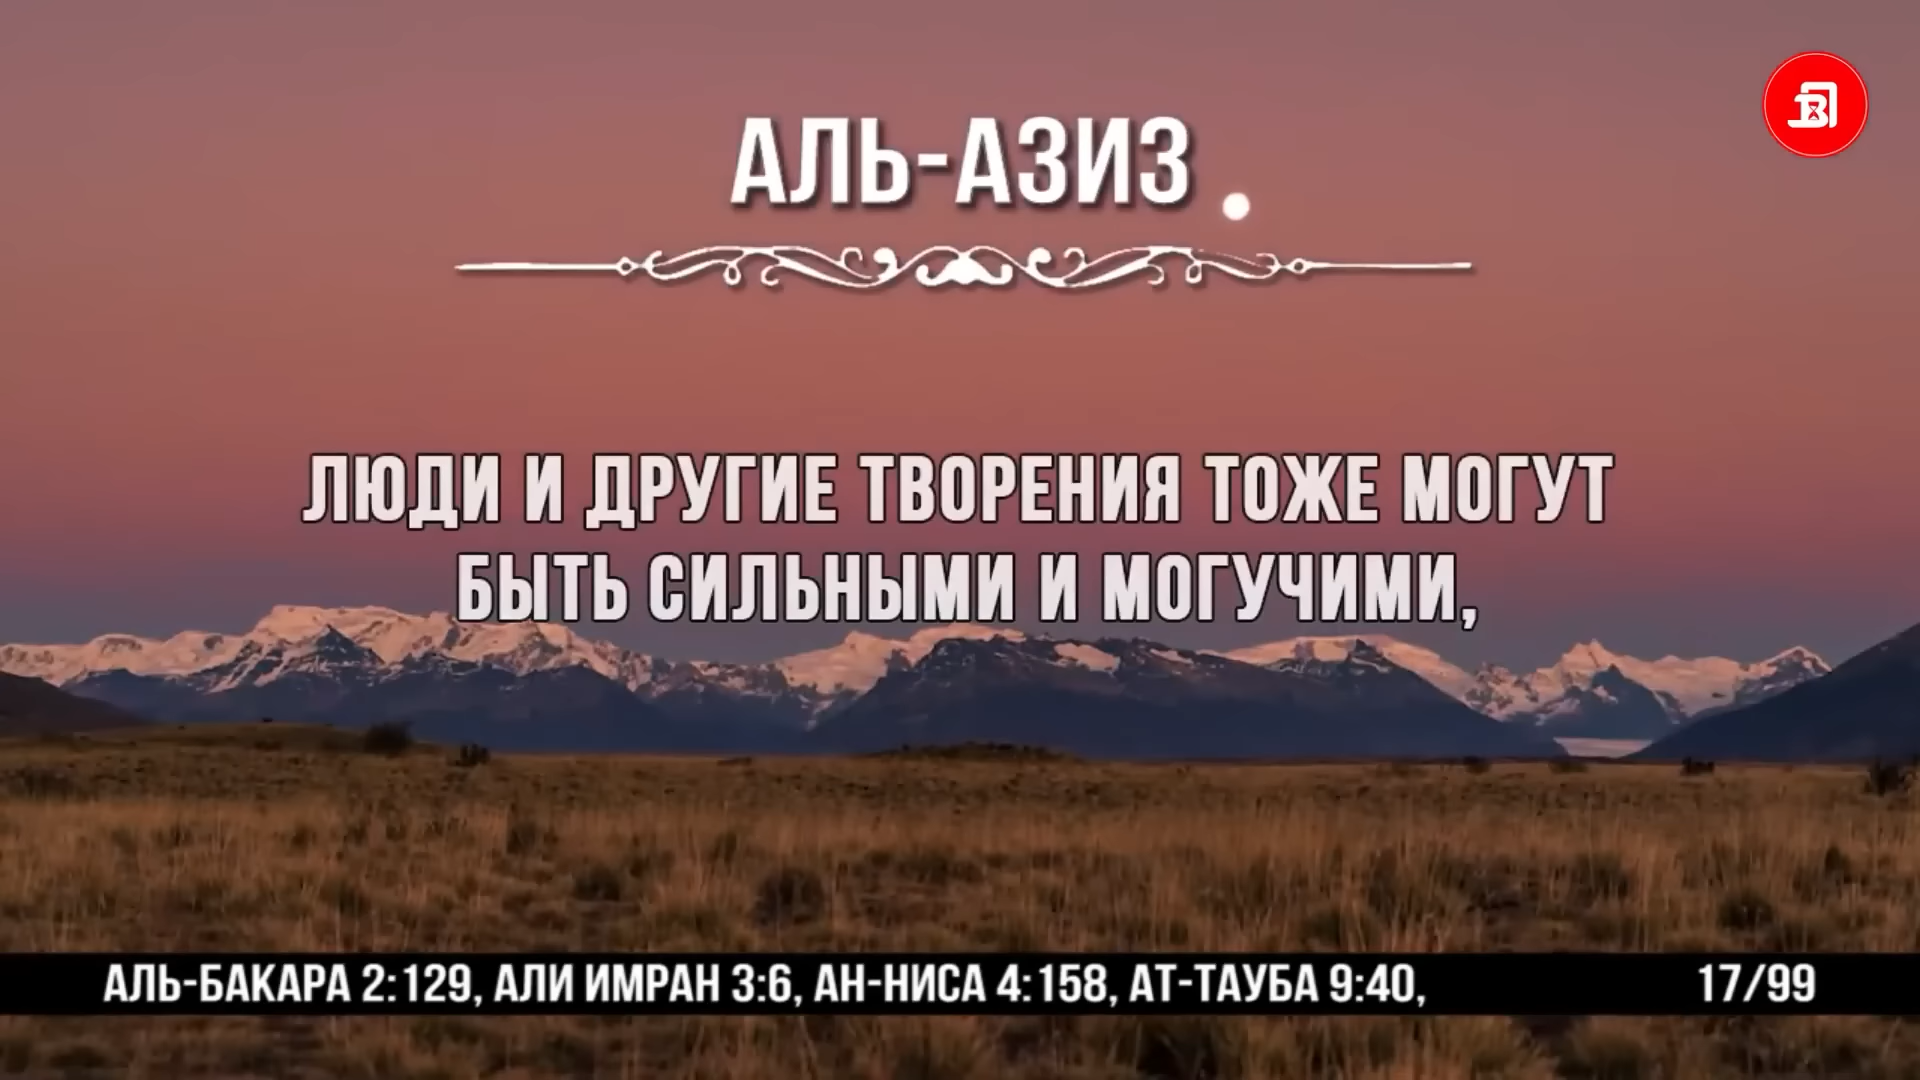 АЛЬ-АЗИЗ
ЛЮДИ И ДРУГИЕ ТВОРЕНИЯ ТОЖЕ МОГУТ
БЫТЬ СИЛЬНЫМИ И МОГУЧИМИ,
АЛЬ-БАКАРА 2:129, АЛИ ИМРАН 3:6, АН-НИСА 4:158, АТ-ТАУБА 9:40,
17/99